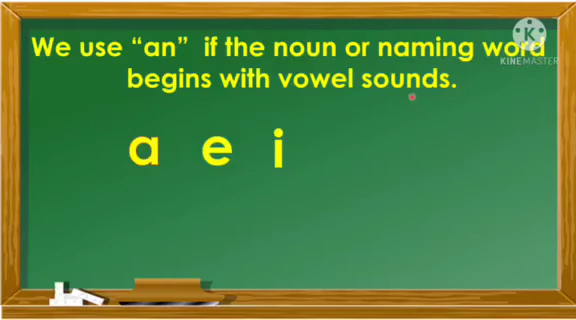 We use “an” if the noun or naming word
begins with vowel sounds.
a e i
K
KINEMASTER